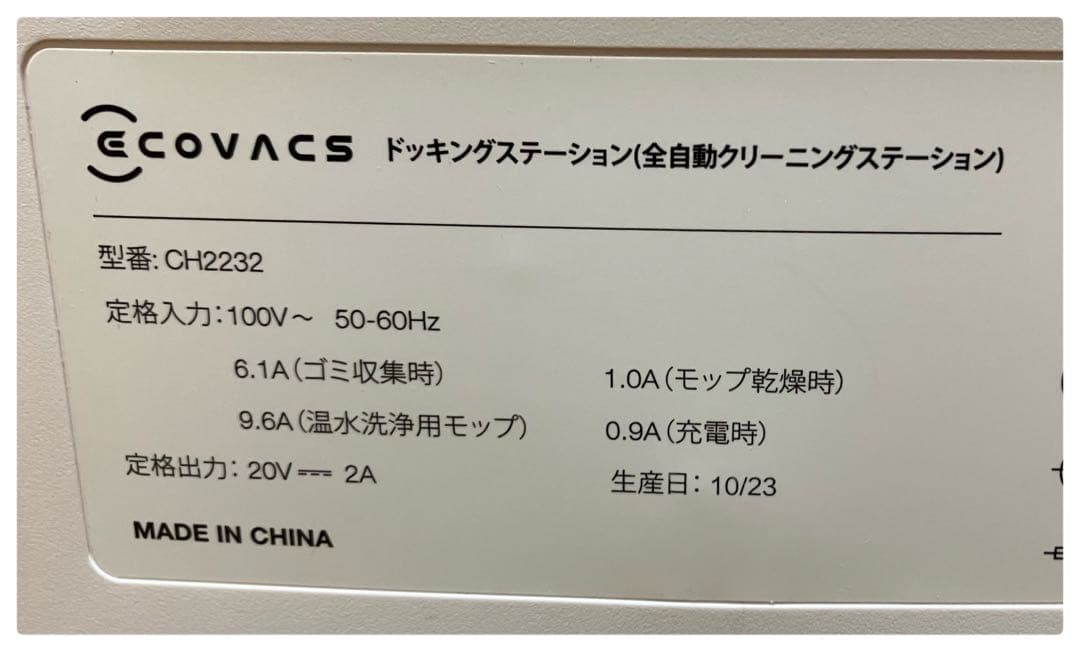 ECOVACS ドッキングステーション(全自動クリーニングステーション)
型番: CH2232
定格入力：100V～ 50-60Hz
6.1A（ゴミ収集時） 1.0A（モップ乾燥時）
9.6A（温水洗浄用モップ） 0.9A（充電時）
定格出力：20V⎓ 2A 生産日：10/23
MADE IN CHINA